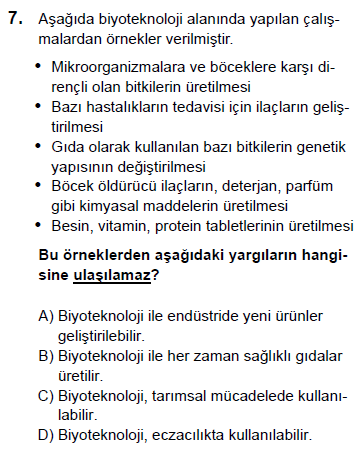 7. Aşağıda biyoteknoloji alanında yapılan çalış-
malardan örnekler verilmiştir.
• Mikroorganizmalara ve böceklere karşı di-
rençli olan bitkilerin üretilmesi
• Bazı hastalıkların tedavisi için ilaçların geliş-
tirilmesi
• Gıda olarak kullanılan bazı bitkilerin genetik
yapısının değiştirilmesi
• Böcek öldürücü ilaçların, deterjan, parfüm
gibi kimyasal maddelerin üretilmesi
• Besin, vitamin, protein tabletlerinin üretilmesi
Bu örneklerden aşağıdaki yargıların hangi-
sine ulaşılamaz?
A) Biyoteknoloji ile endüstride yeni ürünler
geliştirilebilir.
B) Biyoteknoloji ile her zaman sağlıklı gıdalar
üretilir.
C) Biyoteknoloji, tarımsal mücadelede kullanı-
labilir.
D) Biyoteknoloji, eczacılıkta kullanılabilir.